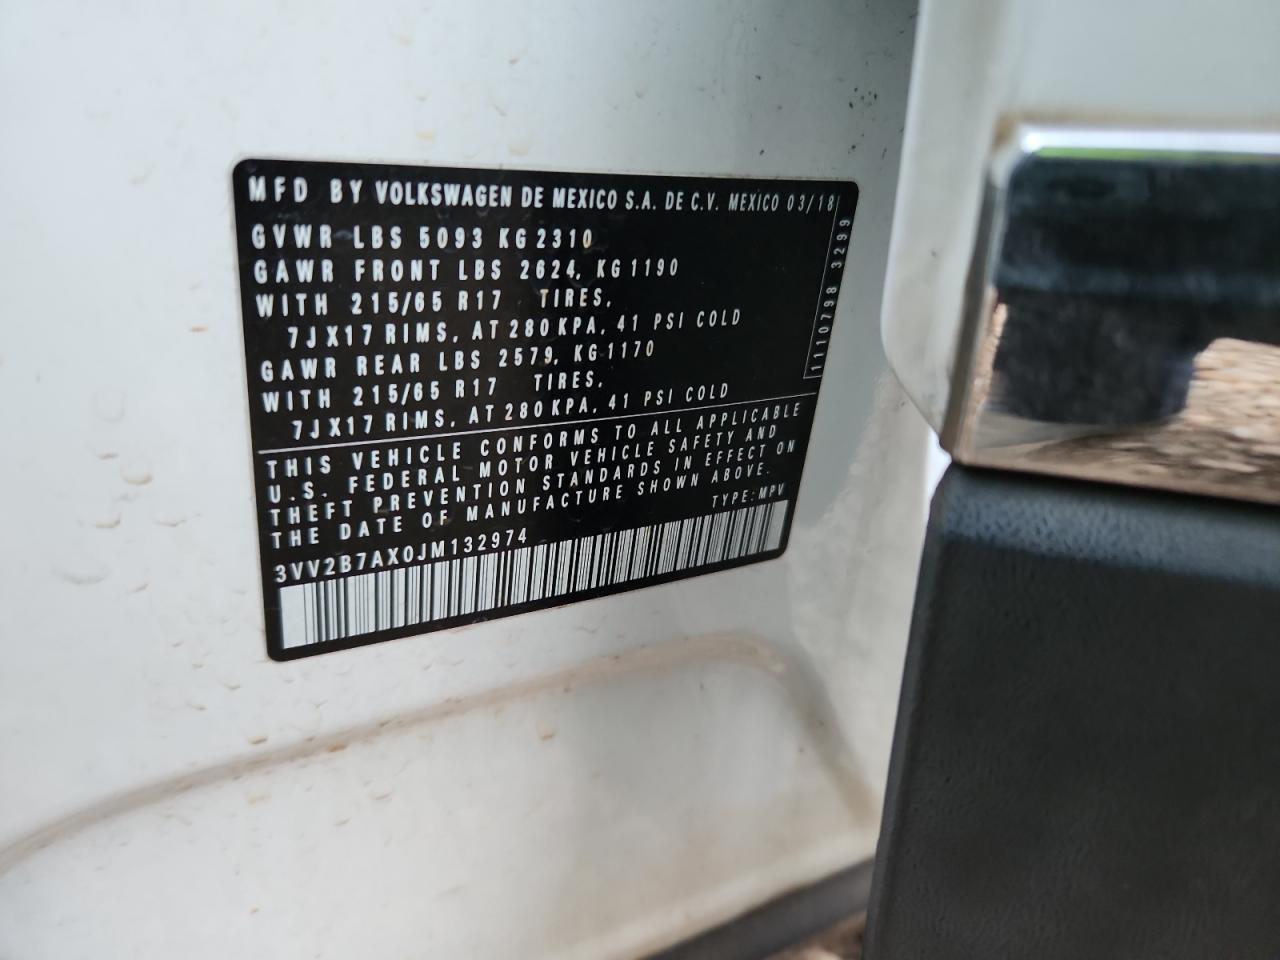 MFD BY VOLKSWAGEN DE MEXICO S.A. DE C.V. MEXICO 03/18
GVWR LBS 5093 KG 2310
GAWR FRONT LBS 2624, KG 1190
WITH 215/65 R17 TIRES,
7JX17 RIMS, AT 280 KPA, 41 PSI COLD
GAWR REAR LBS 2579, KG 1170
WITH 215/65 R17 TIRES,
7JX17 RIMS, AT 280 KPA, 41 PSI COLD
1110798 3299
THIS VEHICLE CONFORMS TO ALL APPLICABLE
U.S. FEDERAL MOTOR VEHICLE SAFETY AND
THEFT PREVENTION STANDARDS IN EFFECT ON
THE DATE OF MANUFACTURE SHOWN ABOVE.
3VV2B7AX0JM132974 TYPE: MPV